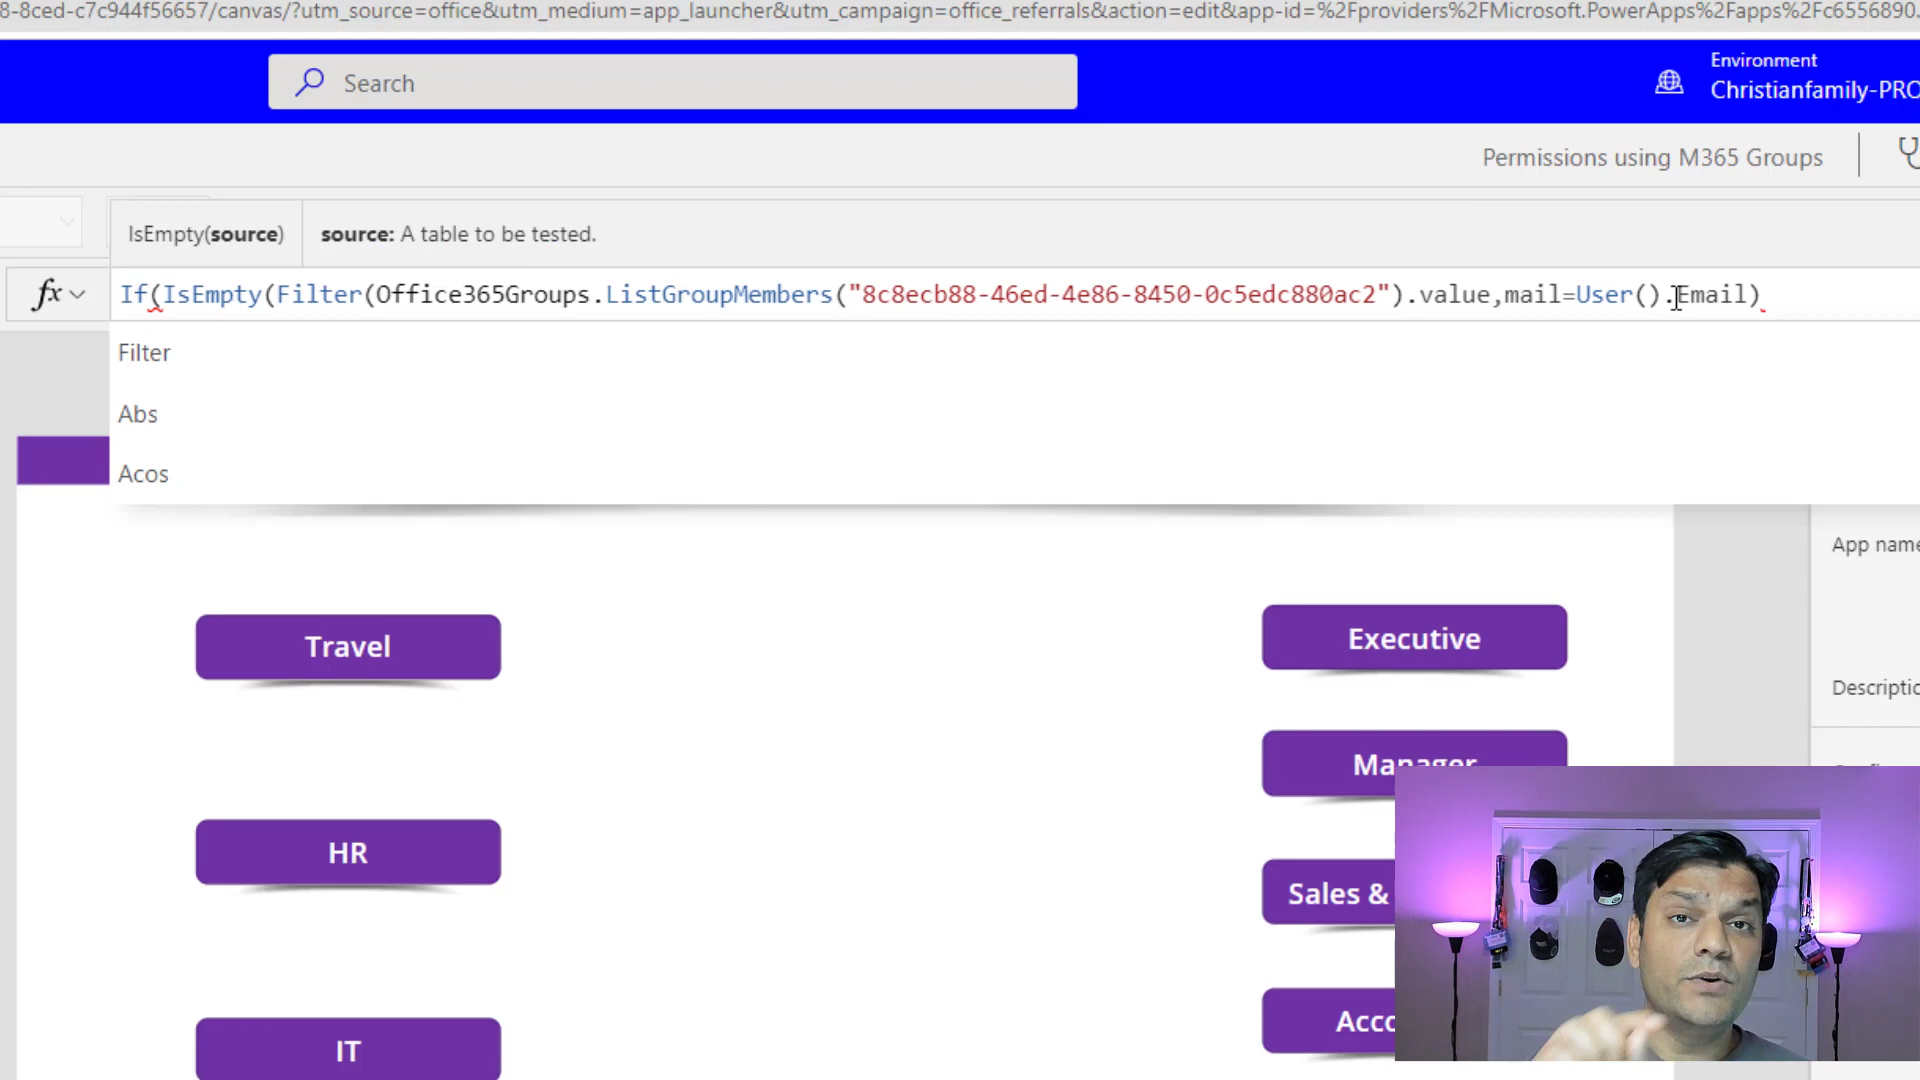 8-8ced-c7c944f56657/canvas/?utm_source=office&utm_medium=app_launcher&utm_campaign=office_referrals&action=edit&app-id=%2Fproviders%2FMicrosoft.PowerApps%2Fapps%2Fc6556890
Search
Environment
Christianfamily-PRO
Permissions using M365 Groups
IsEmpty(source) source: A table to be tested.
fx If(IsEmpty(Filter(Office365Groups.ListGroupMembers("8c8ecb88-46ed-4e86-8450-0c5edc880ac2").value,mail=User().Email)
Filter
Abs
Acos
App name
Descriptio
Travel
Executive
Manager
HR
Sales &
Acco
IT